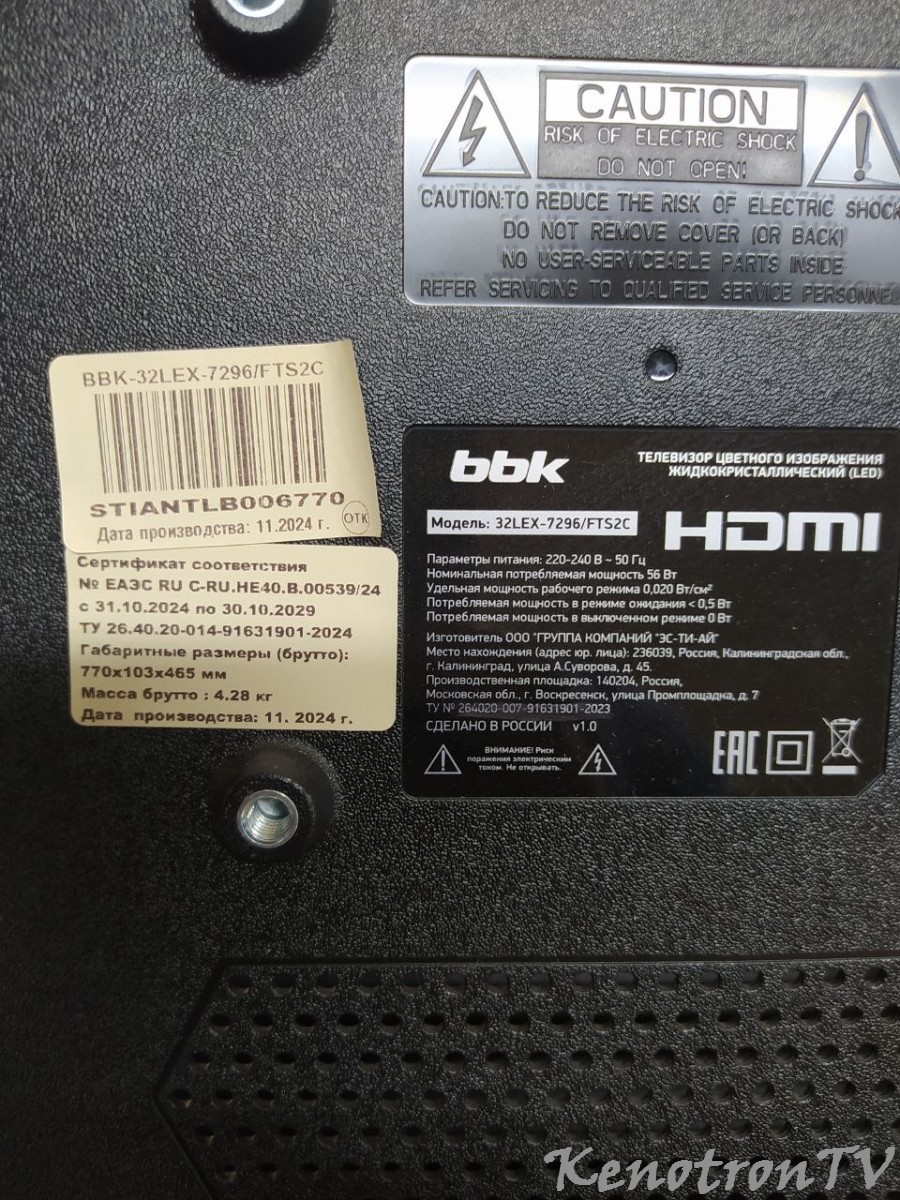 CAUTION
RISK OF ELECTRIC SHOCK
DO NOT OPEN!
CAUTION:TO REDUCE THE RISK OF ELECTRIC SHOCK
DO NOT REMOVE COVER (OR BACK)
NO USER-SERVICEABLE PARTS INSIDE
REFER SERVICING TO QUALIFIED SERVICE PERSONNEL
BBK-32LEX-7296/FTS2C
STIANTLB006770
Дата производства: 11.2024 г.
ОТК
Сертификат соответствия
№ ЕАЭС RU C-RU.HE40.B.00539/24
с 31.10.2024 по 30.10.2029
ТУ 26.40.20-014-91631901-2024
Габаритные размеры (брутто):
770x103x465 мм
Масса брутто : 4.28 кг
Дата производства: 11. 2024 г.
bbk
ТЕЛЕВИЗОР ЦВЕТНОГО ИЗОБРАЖЕНИЯ
ЖИДКОКРИСТАЛЛИЧЕСКИЙ (LED)
Модель: 32LEX-7296/FTS2C
HDMI
Параметры питания: 220-240 В ~ 50 Гц
Номинальная потребляемая мощность 56 Вт
Удельная мощность рабочего режима 0,020 Вт/см²
Потребляемая мощность в режиме ожидания < 0,5 Вт
Потребляемая мощность в выключенном режиме 0 Вт
Изготовитель ООО "ГРУППА КОМПАНИЙ "ЭС-ТИ-АЙ"
Место нахождения (адрес юр. лица): 236039, Россия, Калининградская обл.,
г. Калининград, улица А.Суворова, д. 45.
Производственная площадка: 140204, Россия,
Московская обл., г. Воскресенск, улица Промплощадка, д. 7
ТУ № 264020-007-91631901-2023
СДЕЛАНО В РОССИИ v1.0
ВНИМАНИЕ! Риск
поражения электрическим
током. Не открывать.
EAC
KenotronTV